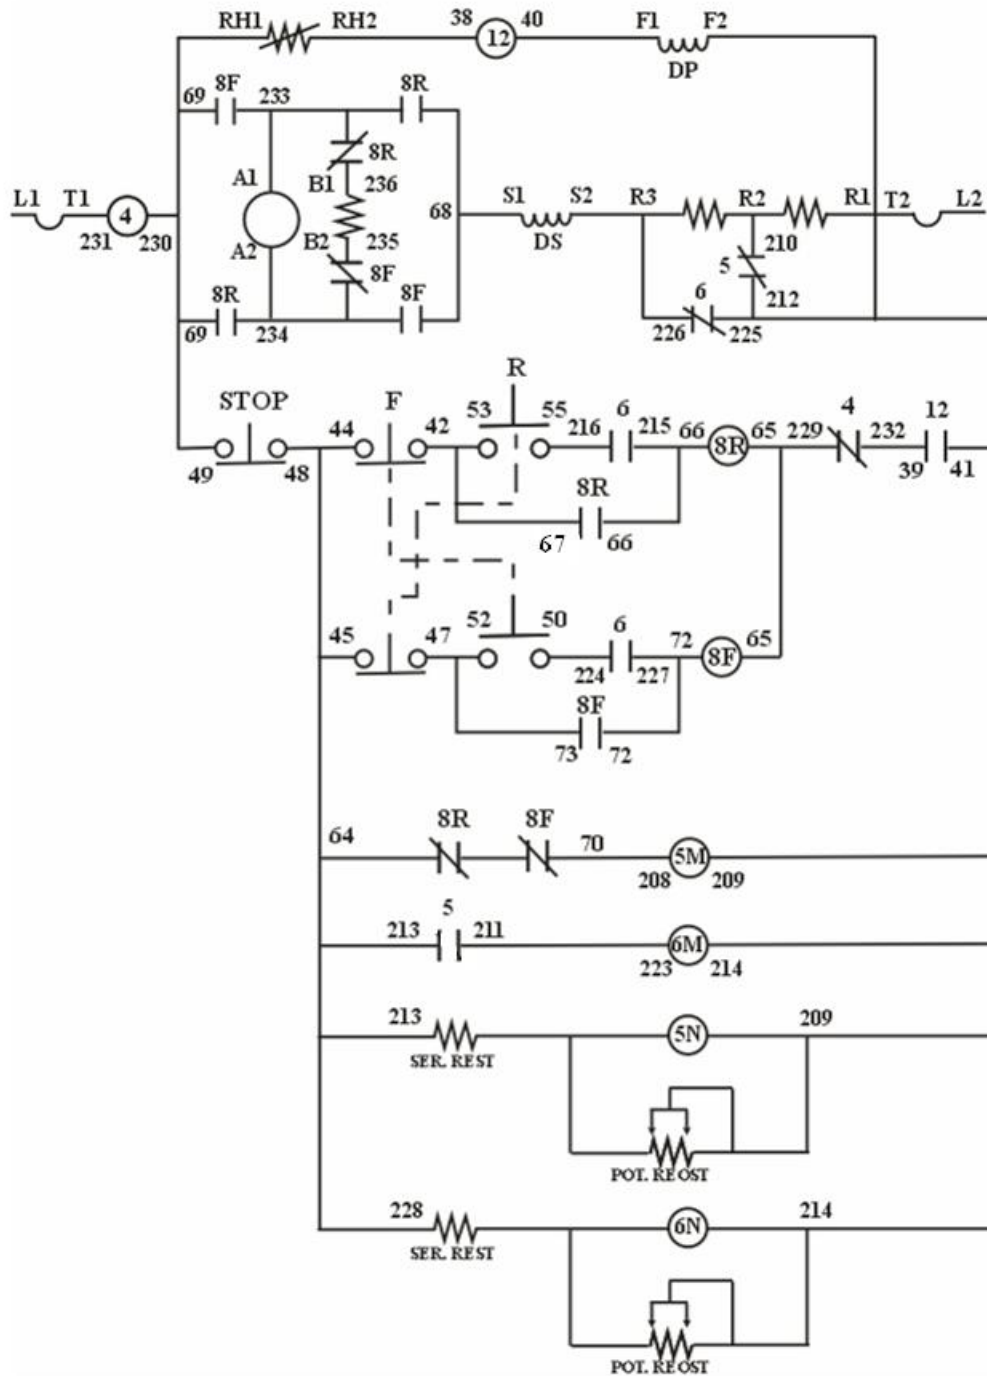 RH1 RH2 38 12 40 F1 F2
DP
69 8F 233 8R
8R
A1 B1 236
L1 T1 4 68 S1 S2 R3 R2 R1 T2 L2
231 230 A2 B2 235 DS 210
8F 5
8R 8F 6 212
69 234 226 225
R
STOP F 53 55 6 4 12
44 42 216 215 66 8R 65 229 232
49 48 39 41
8R
67 66
45 47 52 50 6 72 8F 65
224 227
8F
73 72
8R 8F
64 70 5M
208 209
5
213 211 6M
223 214
213 5N 209
SER. REST
POT. REOST
228 6N 214
SER. REST
POT. REOST